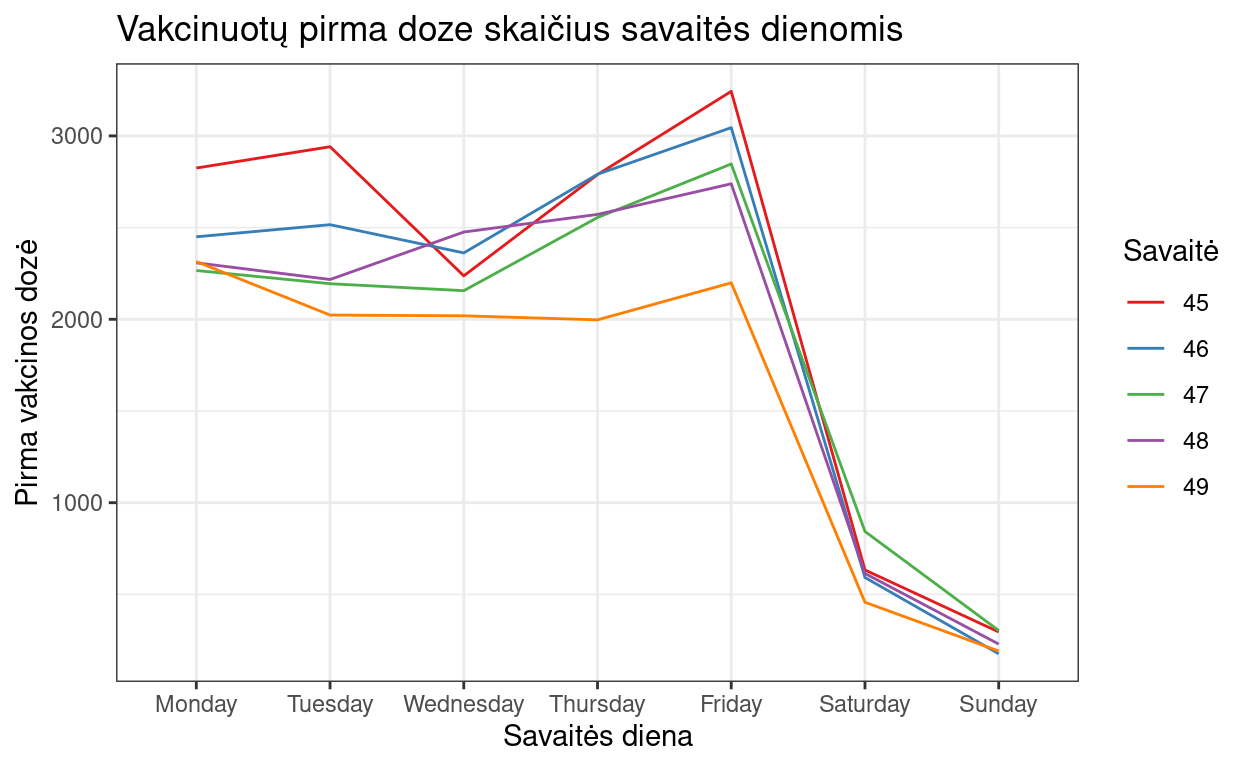 Vakcinuotų pirma doze skaičius savaitės dienomis
Pirma vakcinos dozė
3000
2000
1000
Monday Tuesday Wednesday Thursday Friday Saturday Sunday
Savaitės diena
Savaitė
45
46
47
48
49